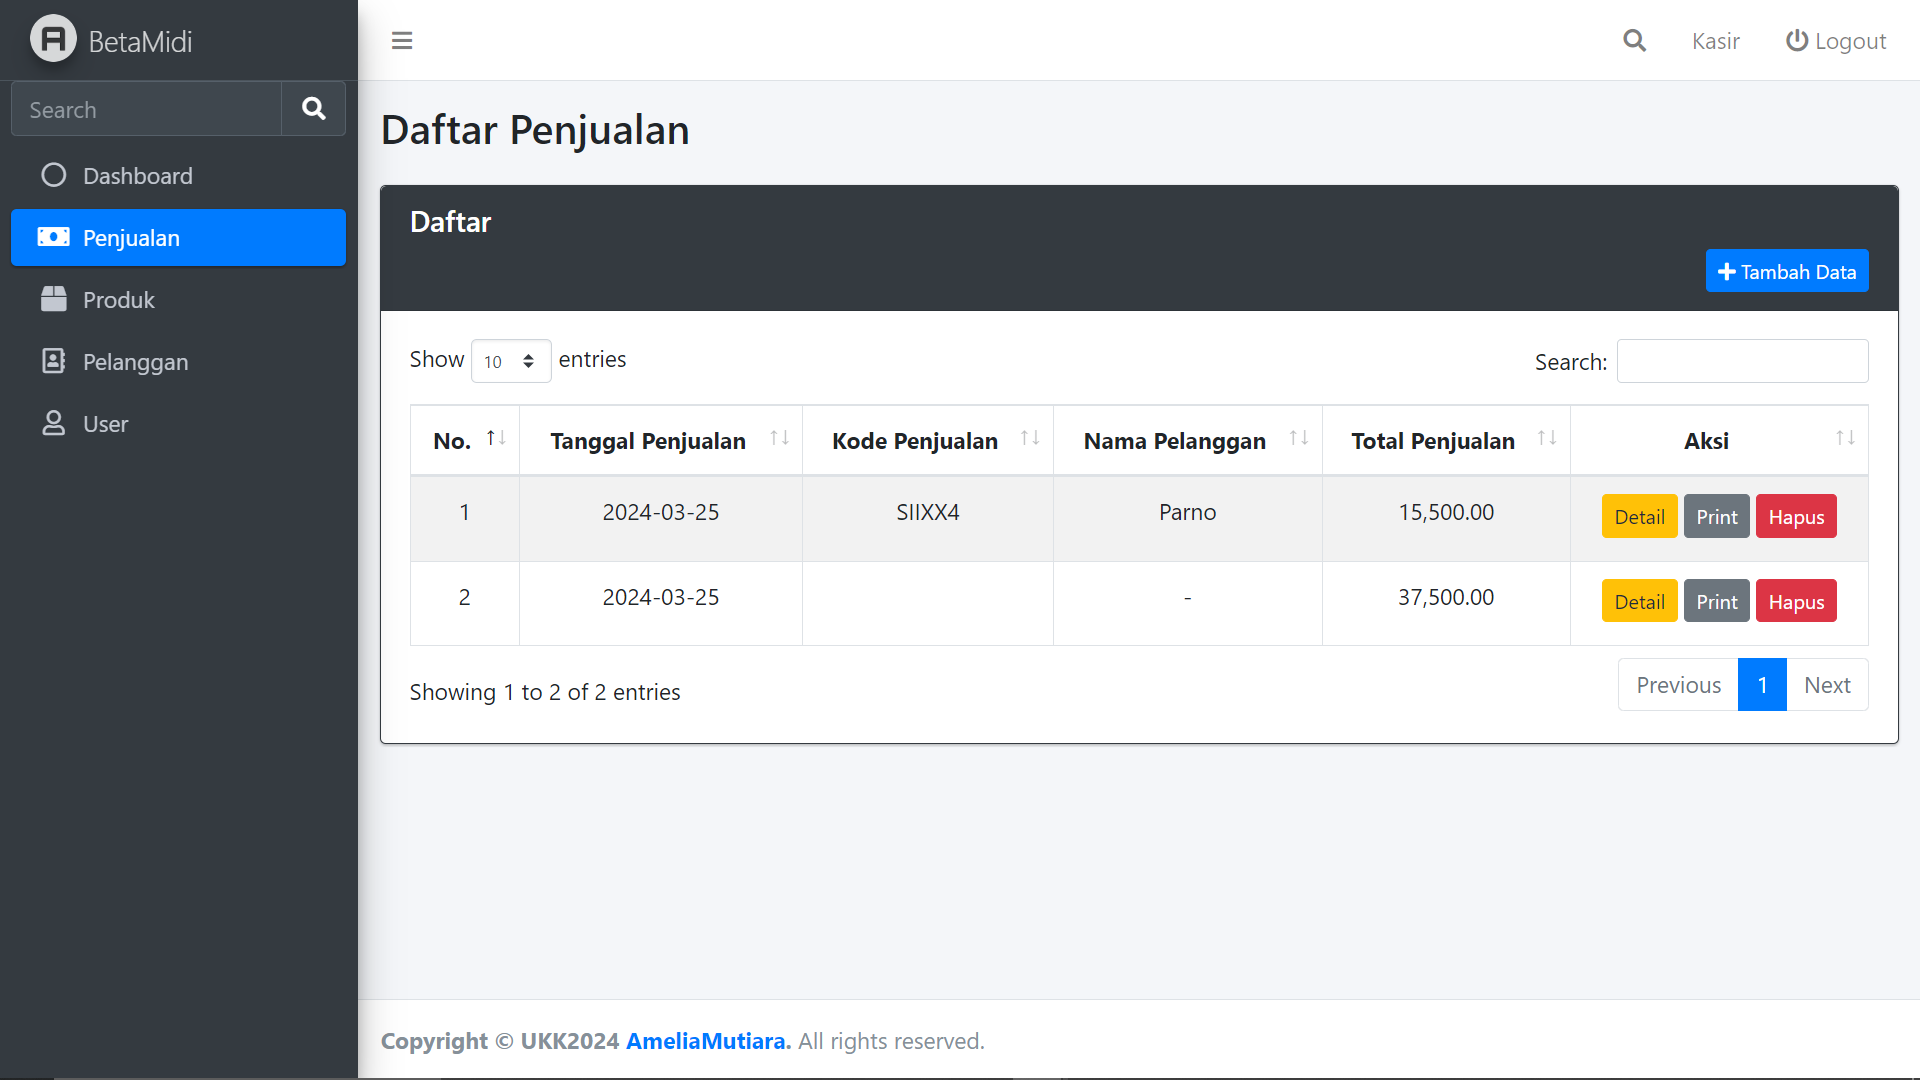 BetaMidi
Search
Dashboard
Penjualan
Produk
Pelanggan
User
Kasir
Logout
Daftar Penjualan
Daftar
Tambah Data
Show 10 entries
Search:
No. Tanggal Penjualan Kode Penjualan Nama Pelanggan Total Penjualan Aksi
1 2024-03-25 SIIXX4 Parno 15,500.00 Detail Print Hapus
2 2024-03-25 - 37,500.00 Detail Print Hapus
Showing 1 to 2 of 2 entries
Previous 1 Next
Copyright © UKK2024 AmeliaMutiara. All rights reserved.